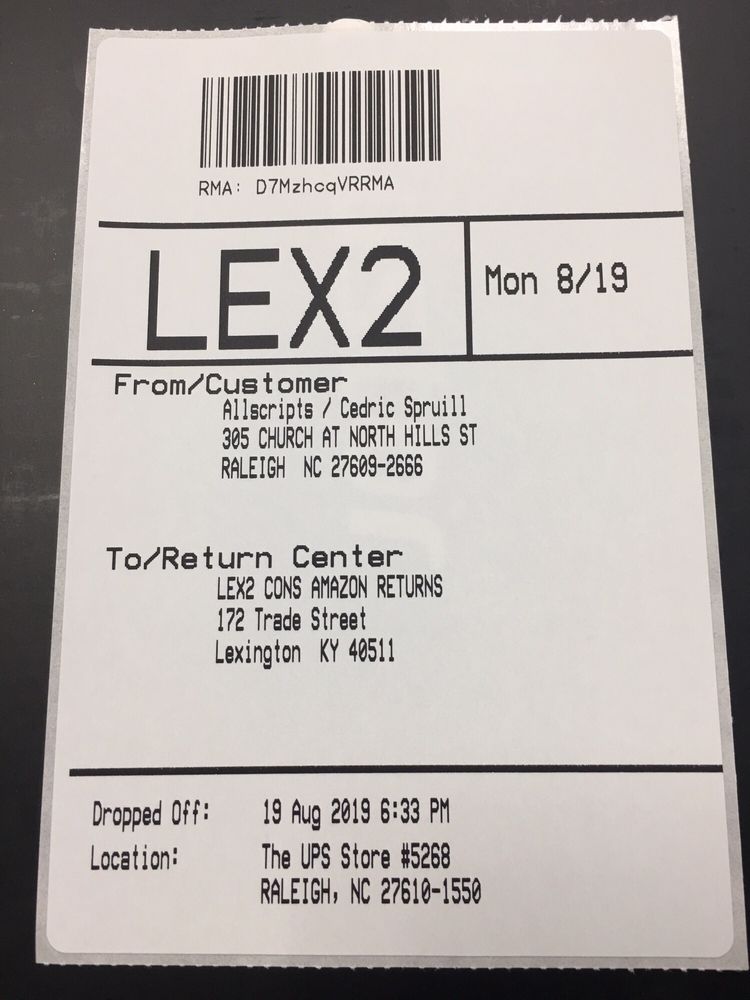 RMA: D7MzhcqVRRMA
LEX2
Mon 8/19
From/Customer
Allscripts / Cedric Spruill
305 CHURCH AT NORTH HILLS ST
RALEIGH NC 27609-2666
To/Return Center
LEX2 CONS AMAZON RETURNS
172 Trade Street
Lexington KY 40511
Dropped Off: 19 Aug 2019 6:33 PM
Location: The UPS Store #5268
RALEIGH, NC 27610-1550